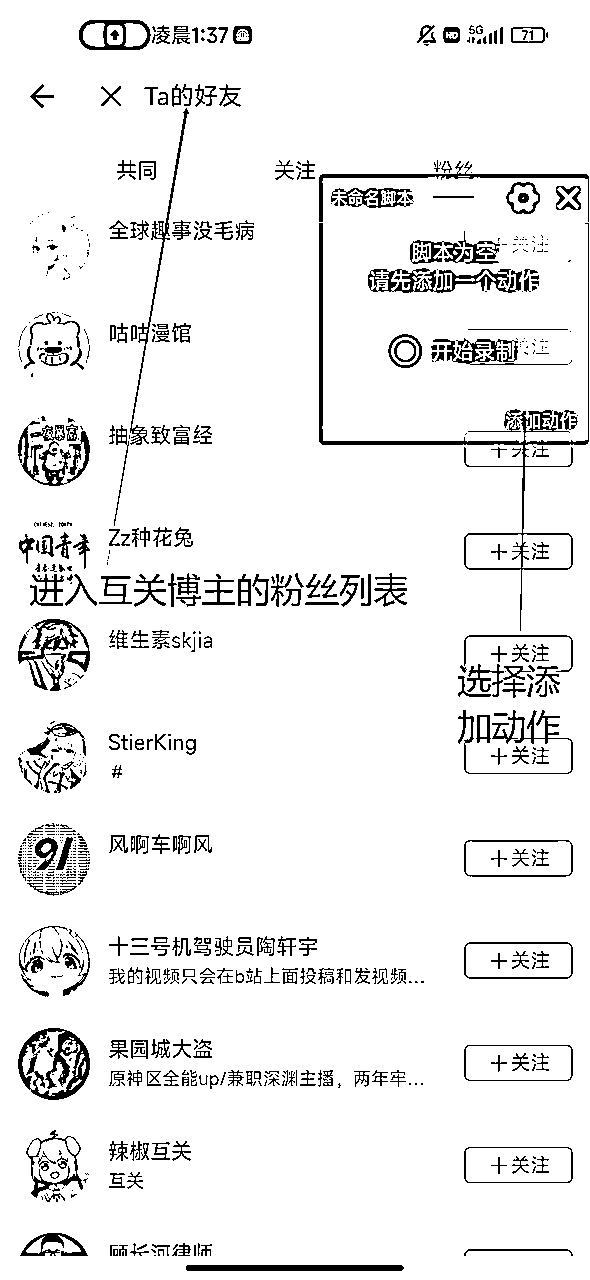 凌晨1:37
HD 5G 71
Ta的好友
共同 关注 粉丝
未命名脚本
全球趣事没毛病
关注
脚本为空
请先添加一个动作
咕咕漫馆
开始录制
关注
添加动作
抽象致富经
+关注
中国青年
Zz种花兔
+关注
进入互关博主的粉丝列表
维生素skjia
+关注
选择添
加动作
StierKing
#
+关注
91
风啊车啊风
+关注
十三号机驾驶员陶轩宇
我的视频只会在b站上面投稿和发视频...
+关注
果园城大盗
原神区全能up/兼职深渊主播，两年牢...
+关注
辣椒互关
互关
+关注
顾长河律师